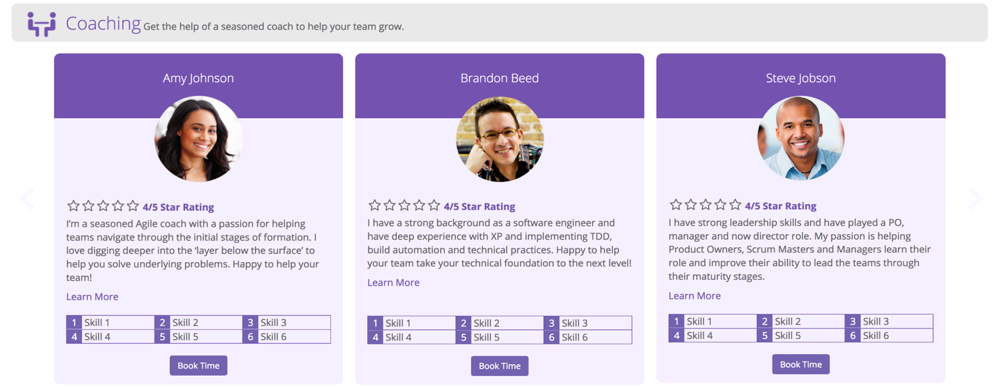 Coaching Get the help of a seasoned coach to help your team grow.
Amy Johnson
4/5 Star Rating
I'm a seasoned Agile coach with a passion for helping
teams navigate through the initial stages of formation. I
love digging deeper into the ‘layer below the surface’ to
help you solve underlying problems. Happy to help your
team!
Learn More
1 Skill 1 2 Skill 2 3 Skill 3
4 Skill 4 5 Skill 5 6 Skill 6
Book Time
Brandon Beed
4/5 Star Rating
I have a strong background as a software engineer and
have deep experience with XP and implementing TDD,
build automation and technical practices. Happy to help
your team take your technical foundation to the next level!
Learn More
1 Skill 1 2 Skill 2 3 Skill 3
4 Skill 4 5 Skill 5 6 Skill 6
Book Time
Steve Jobson
4/5 Star Rating
I have strong leadership skills and have played a PO,
manager and now director role. My passion is helping
Product Owners, Scrum Masters and Managers learn their
role and improve their ability to lead the teams through
their maturity stages.
Learn More
1 Skill 1 2 Skill 2 3 Skill 3
4 Skill 4 5 Skill 5 6 Skill 6
Book Time